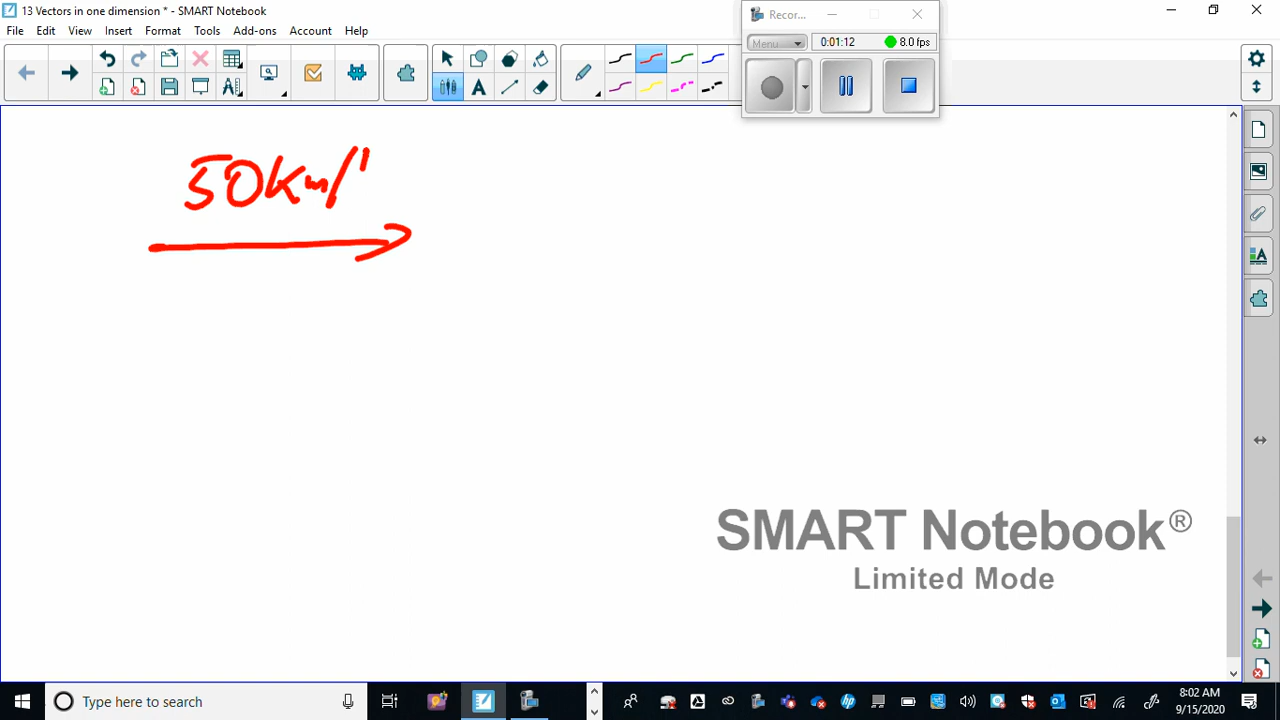 13 Vectors in one dimension * - SMART Notebook
File Edit View Insert Format Tools Add-ons Account Help
Recor...
Menu 0:01:12 8.0 fps
50Km/
SMART Notebook®
Limited Mode
Type here to search
8:02 AM
9/15/2020